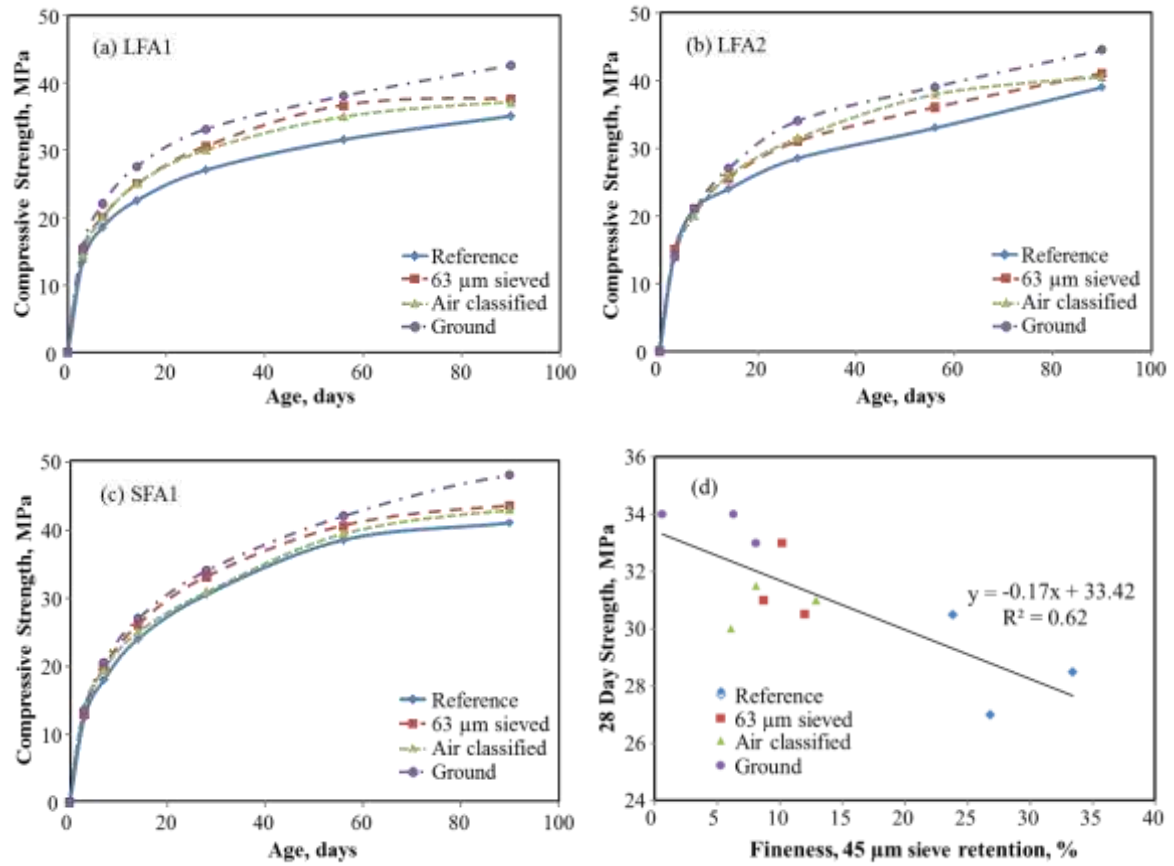 (a) LFA1
Compressive Strength, MPa
50
40
30
20
10
0
0 20 40 60 80 100
Age, days
Reference
63 µm sieved
Air classified
Ground
(b) LFA2
Compressive Strength, MPa
50
40
30
20
10
0
0 20 40 60 80 100
Age, days
Reference
63 µm sieved
Air classified
Ground
(c) SFA1
Compressive Strength, MPa
50
40
30
20
10
0
0 20 40 60 80 100
Age, days
Reference
63 µm sieved
Air classified
Ground
(d)
28 Day Strength, MPa
36
34
32
30
28
26
24
y = -0.17x + 33.42
R² = 0.62
Reference
63 µm sieved
Air classified
Ground
0 5 10 15 20 25 30 35 40
Fineness, 45 µm sieve retention, %